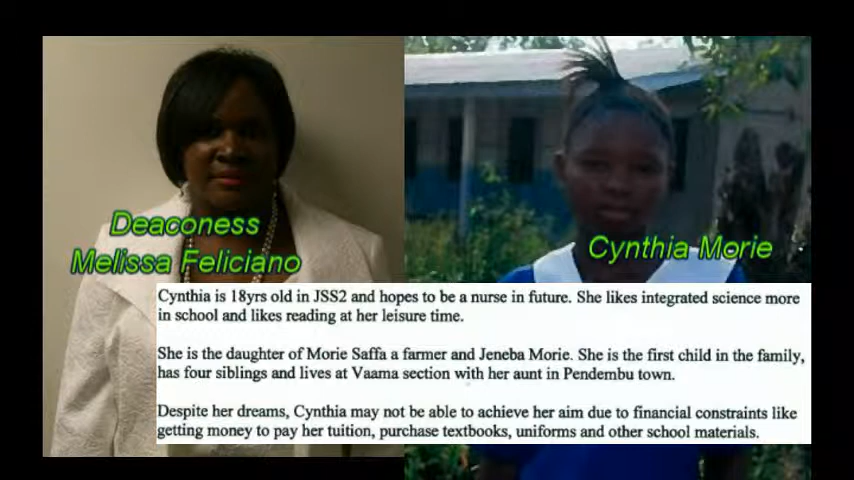 Deaconess
Melissa Feliciano
Cynthia Morie
Cynthia is 18yrs old in JSS2 and hopes to be a nurse in future. She likes integrated science more
in school and likes reading at her leisure time.
She is the daughter of Morie Saffa a farmer and Jeneba Morie. She is the first child in the family,
has four siblings and lives at Vaama section with her aunt in Pendembu town.
Despite her dreams, Cynthia may not be able to achieve her aim due to financial constraints like
getting money to pay her tuition, purchase textbooks, uniforms and other school materials.